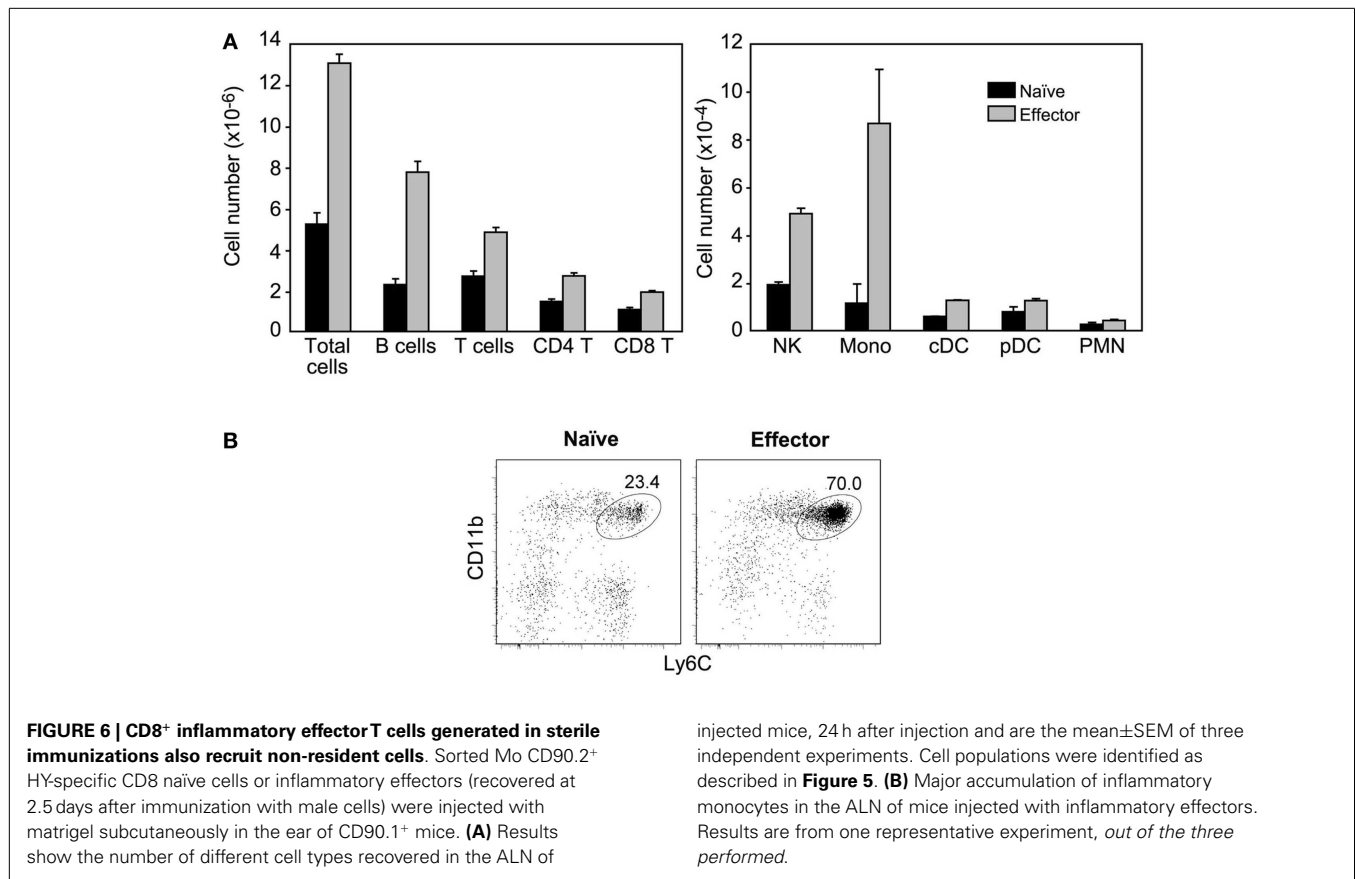 A
14
12
10
8
6
4
2
0
Cell number (x10-6)
Total cells
B cells
T cells
CD4 T
CD8 T
12
10
8
6
4
2
0
Cell number (x10-4)
Naïve
Effector
NK
Mono
cDC
pDC
PMN
B
Naïve
Effector
23.4
70.0
CD11b
Ly6C
FIGURE 6 | CD8+ inflammatory effector T cells generated in sterile
immunizations also recruit non-resident cells. Sorted Mo CD90.2+
HY-specific CD8 naïve cells or inflammatory effectors (recovered at
2.5 days after immunization with male cells) were injected with
matrigel subcutaneously in the ear of CD90.1+ mice. (A) Results
show the number of different cell types recovered in the ALN of
injected mice, 24 h after injection and are the mean±SEM of three
independent experiments. Cell populations were identified as
described in Figure 5. (B) Major accumulation of inflammatory
monocytes in the ALN of mice injected with inflammatory effectors.
Results are from one representative experiment, out of the three
performed.